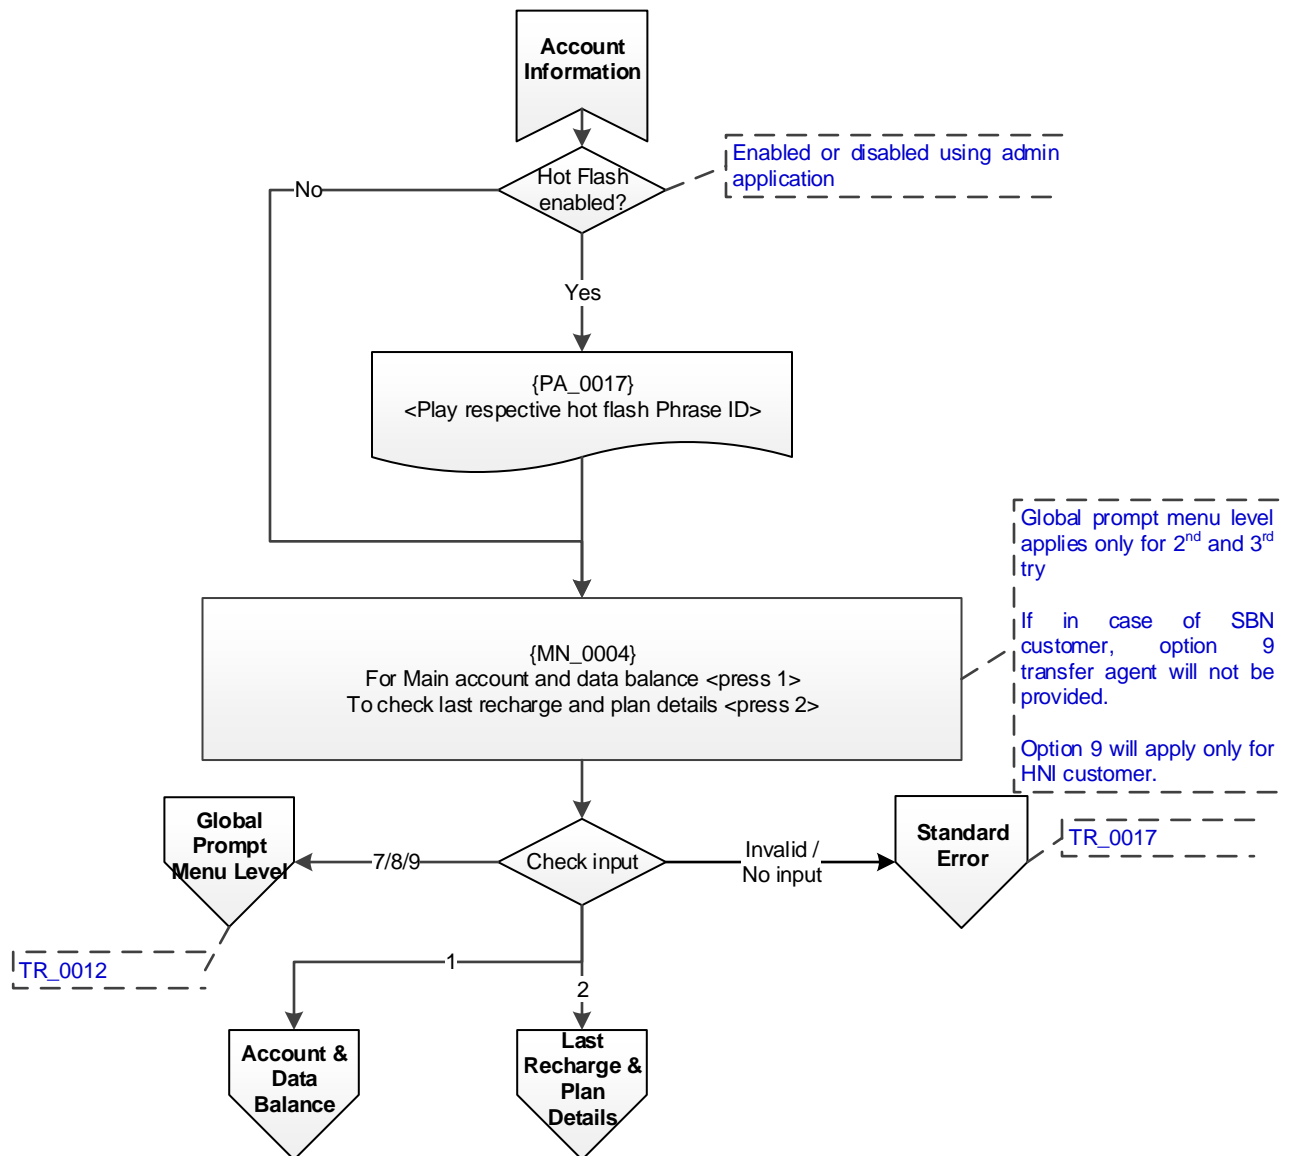 Account
Information
Hot Flash
enabled?
Enabled or disabled using admin
application
No
Yes
{PA_0017}
<Play respective hot flash Phrase ID>
Global prompt menu level
applies only for 2nd and 3rd
try
If in case of SBN
customer, option 9
transfer agent will not be
provided.
Option 9 will apply only for
HNI customer.
{MN_0004}
For Main account and data balance <press 1>
To check last recharge and plan details <press 2>
Global
Prompt
Menu Level
7/8/9
Check input
Invalid /
No input
Standard
Error
TR_0017
TR_0012
1
2
Account &
Data
Balance
Last
Recharge &
Plan
Details